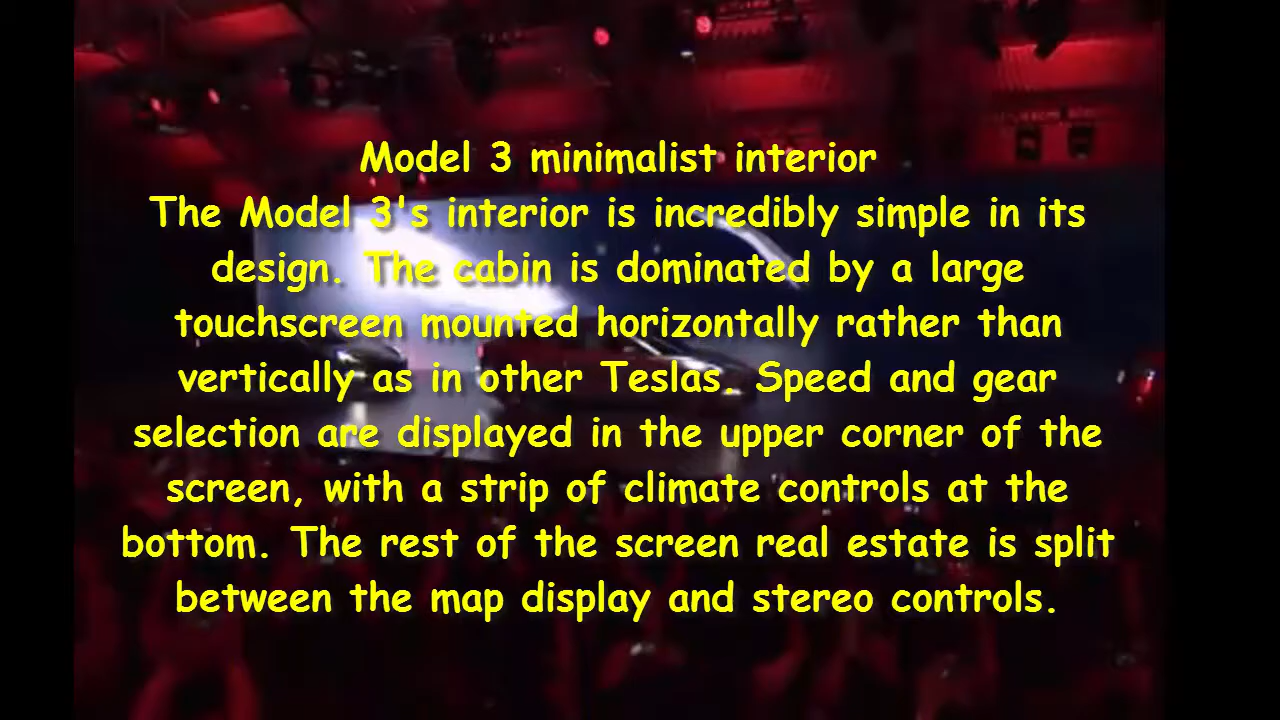 Model 3 minimalist interior
The Model 3's interior is incredibly simple in its
design. The cabin is dominated by a large
touchscreen mounted horizontally rather than
vertically as in other Teslas. Speed and gear
selection are displayed in the upper corner of the
screen, with a strip of climate controls at the
bottom. The rest of the screen real estate is split
between the map display and stereo controls.